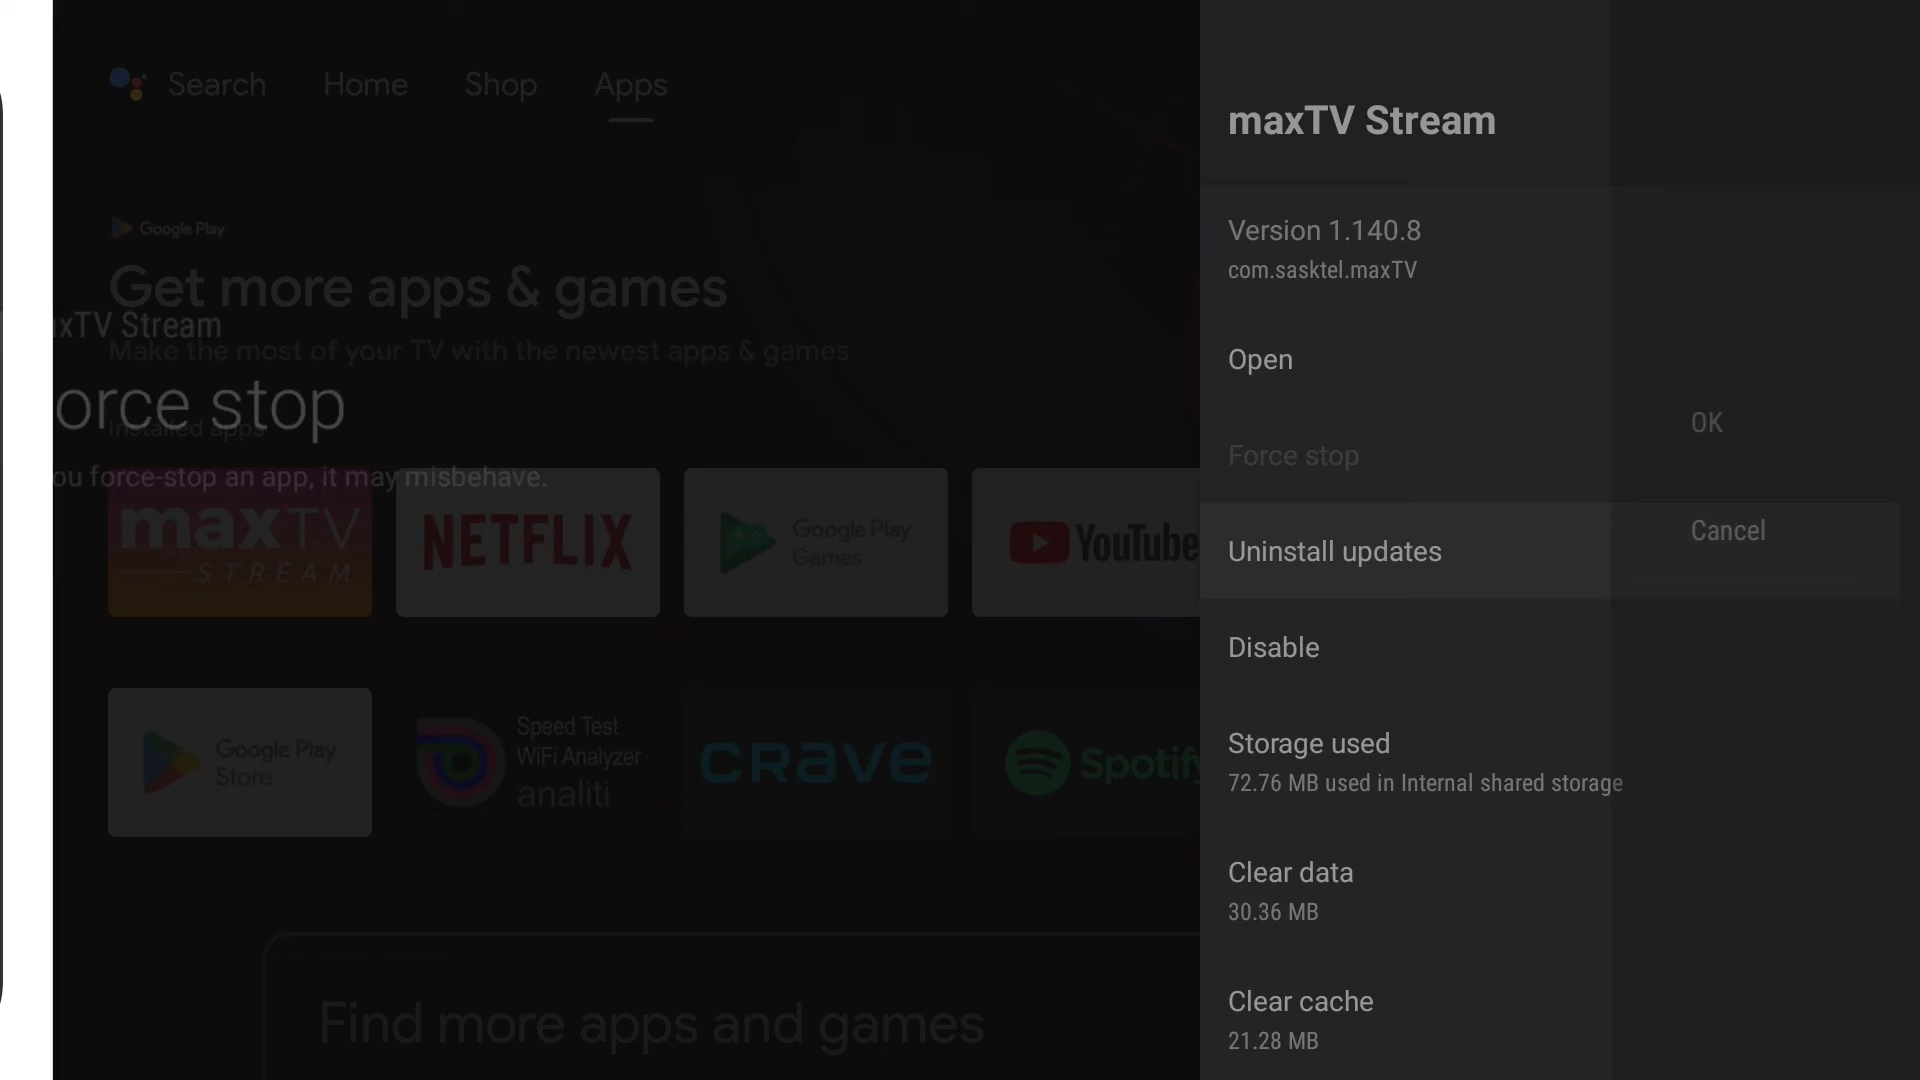 Search Home Shop Apps
Google Play
Get more apps & games
xTV Stream
Make the most of your TV with the newest apps & games
orce stop
Installed apps
ou force-stop an app, it may misbehave.
maxTV
STREAM
NETFLIX
Google Play
Games
YouTube
Google Play
Store
Speed Test
WiFi Analyzer
analiti
CRAVE
Spotify
Find more apps and games
maxTV Stream
Version 1.140.8
com.sasktel.maxTV
Open
OK
Force stop
Cancel
Uninstall updates
Disable
Storage used
72.76 MB used in Internal shared storage
Clear data
30.36 MB
Clear cache
21.28 MB